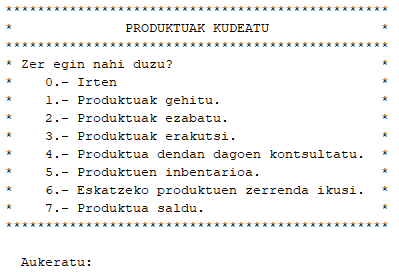 ************************************************
* PRODUKTUAK KUDEATU *
************************************************
* Zer egin nahi duzu? *
* 0.- Irten *
* 1.- Produktuak gehitu. *
* 2.- Produktuak ezabatu. *
* 3.- Produktuak erakutsi. *
* 4.- Produktua dendan dagoen kontsultatu. *
* 5.- Produktuen inbentarioa. *
* 6.- Eskatzeko produktuen zerrenda ikusi. *
* 7.- Produktua saldu. *
************************************************
Aukeratu: